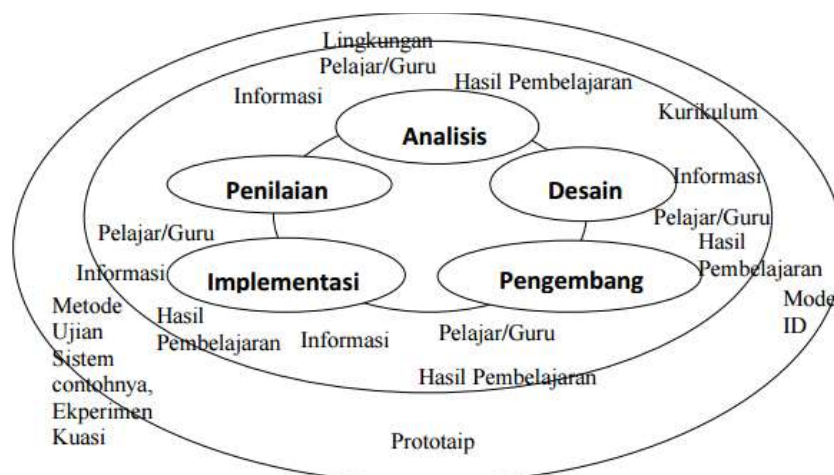 Lingkungan
Pelajar/Guru
Hasil Pembelajaran
Informasi
Kurikulum
Analisis
Penilaian
Desain
Informasi
Pelajar/Guru
Hasil
Pembelajaran
Pelajar/Guru
Informasi
Implementasi
Pengembang
Mode
ID
Metode
Ujian
Sistem
contohnya,
Ekperimen
Kuasi
Hasil
Pembelajaran
Informasi
Pelajar/Guru
Hasil Pembelajaran
Prototaip